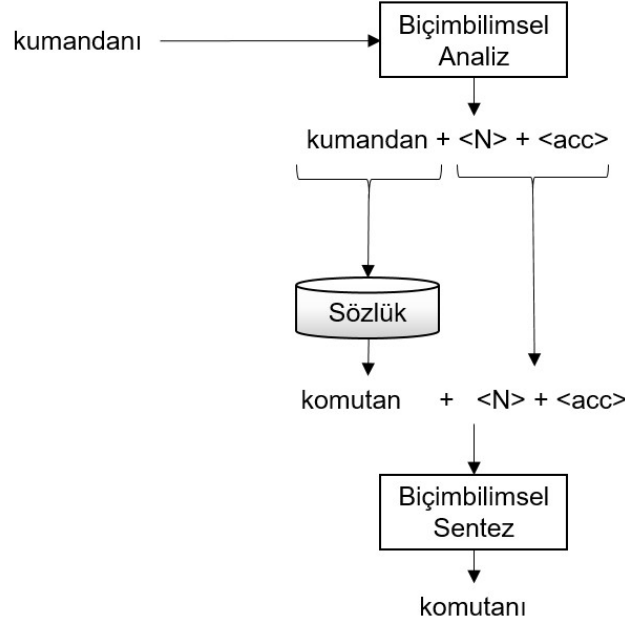 kumandanı
Biçimbilimsel
Analiz
kumandan + <N> + <acc>
Sözlük
komutan + <N> + <acc>
Biçimbilimsel
Sentez
komutanı